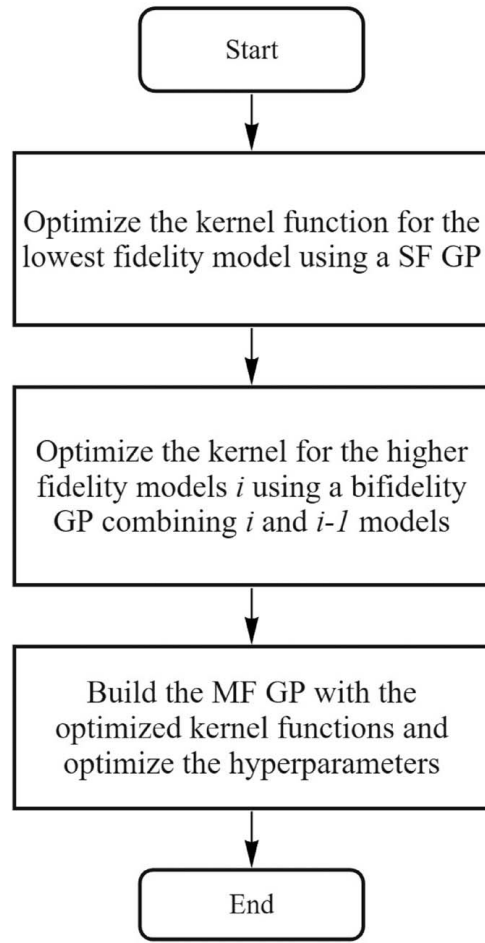 Start
Optimize the kernel function for the
lowest fidelity model using a SF GP
Optimize the kernel for the higher
fidelity models i using a bifidelity
GP combining i and i-1 models
Build the MF GP with the
optimized kernel functions and
optimize the hyperparameters
End